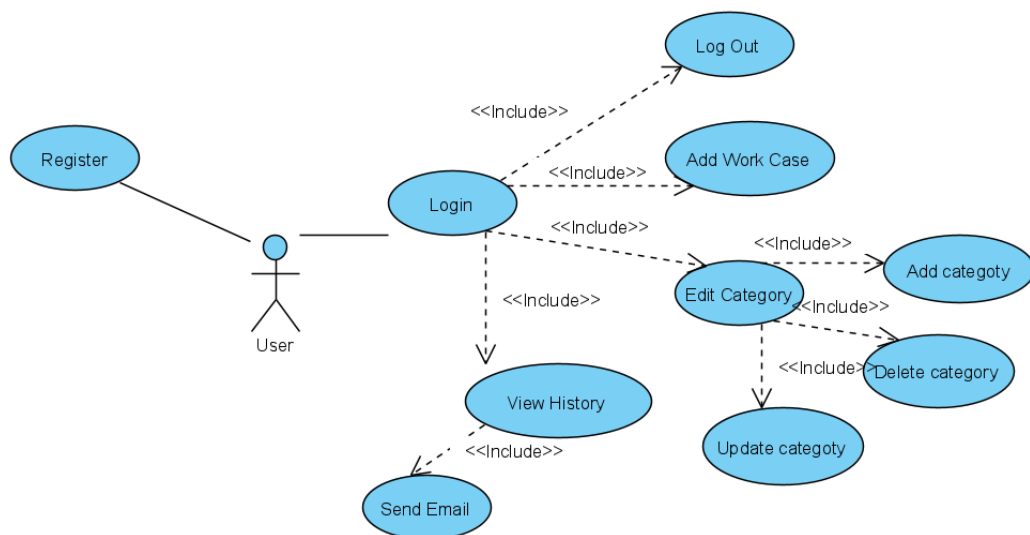 Log Out
<<Include>>
Register
Add Work Case
<<Include>>
Login
<<Include>>
<<Include>>
Add categoty
Edit Category
<<Include>>
<<Include>>
User
<<Include>>
Delete category
View History
<<Include>>
Update categoty
Send Email